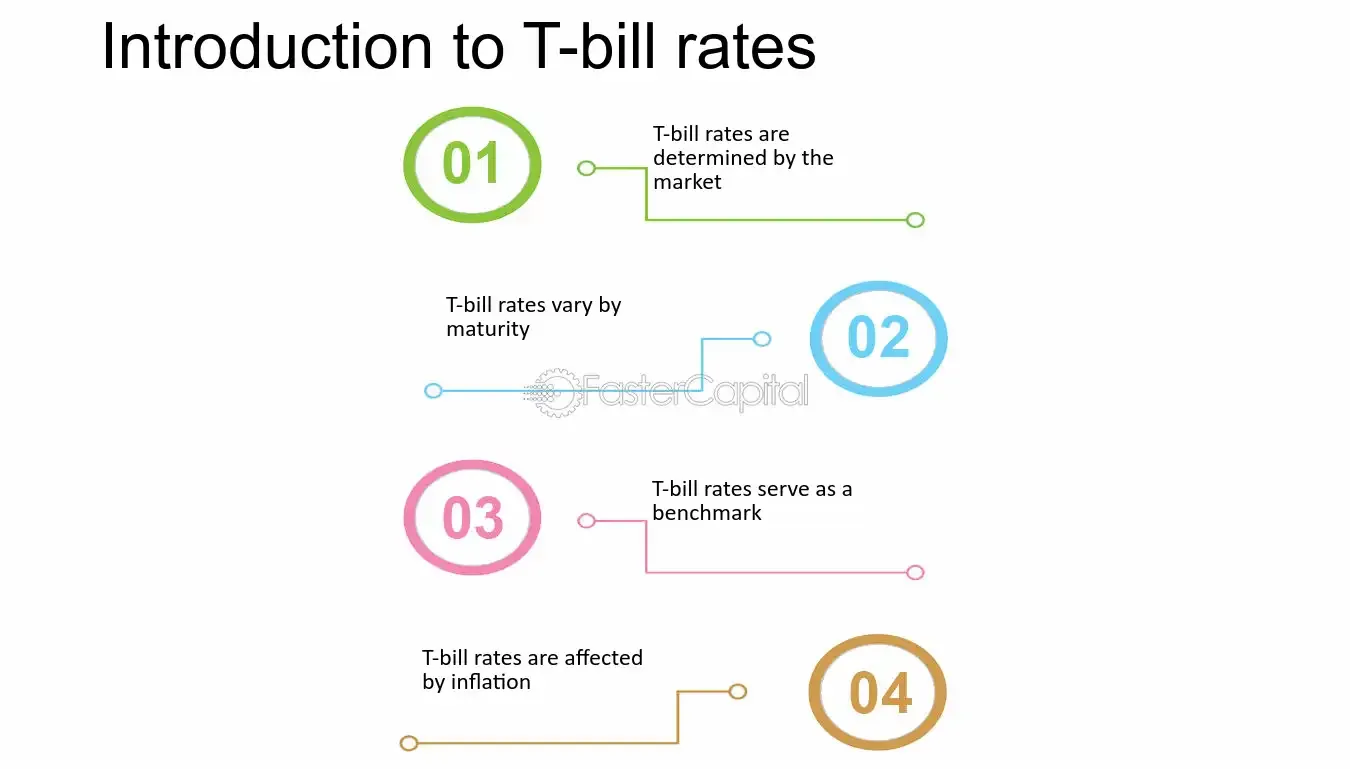 Introduction to T-bill rates
01
T-bill rates are
determined by the
market
T-bill rates vary by
maturity
02
FasterCapital
03
T-bill rates serve as a
benchmark
T-bill rates are affected
by inflation
04